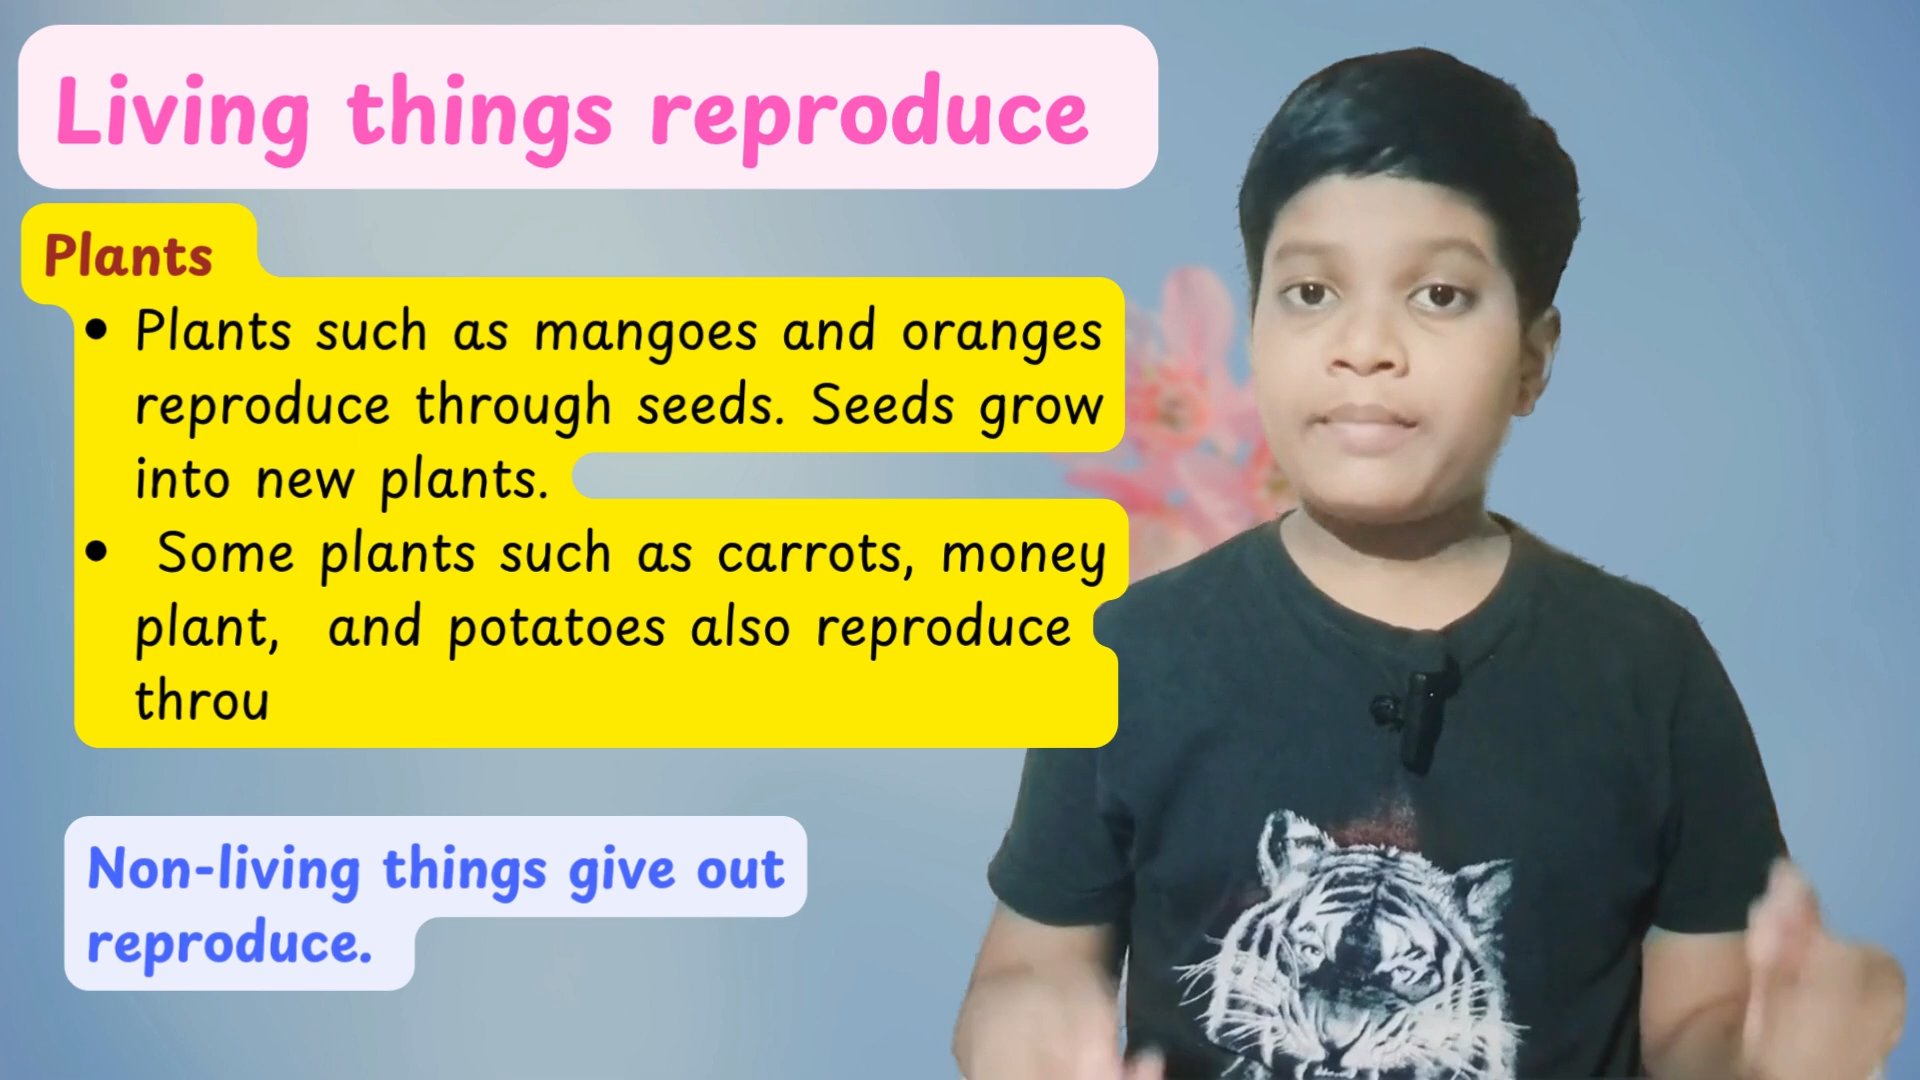 Living things reproduce
Plants
• Plants such as mangoes and oranges
reproduce through seeds. Seeds grow
into new plants.
• Some plants such as carrots, money
plant, and potatoes also reproduce
throu
Non-living things give out
reproduce.